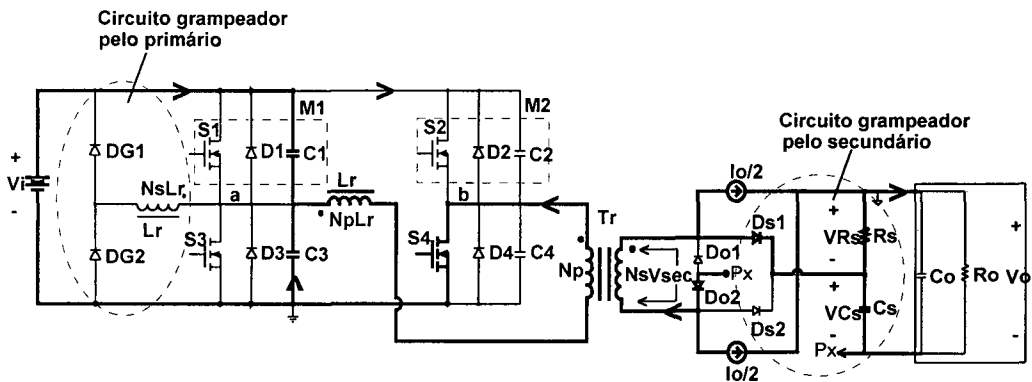 Circuito grampeador
pelo primário
M1
M2
Circuito grampeador
pelo secundário
S1
S2
Io/2
DG1
D1
C1
D2
C2
+
Vi
-
NsLr
Lr
a
Lr
NpLr
b
Tr
Ds1
+
VRs
-
Rs
S3
D3
C3
S4
D4
C4
Np
Ns
Vsec
Do1
Px
Do2
DG2
Ds2
+
VCs
-
Cs
Px
Co
Ro
+
Vo
-
Io/2